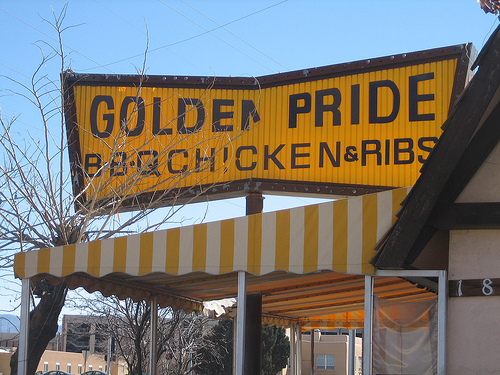 GOLDEN PRIDE
B-B-Q CHICKEN & RIBS
18